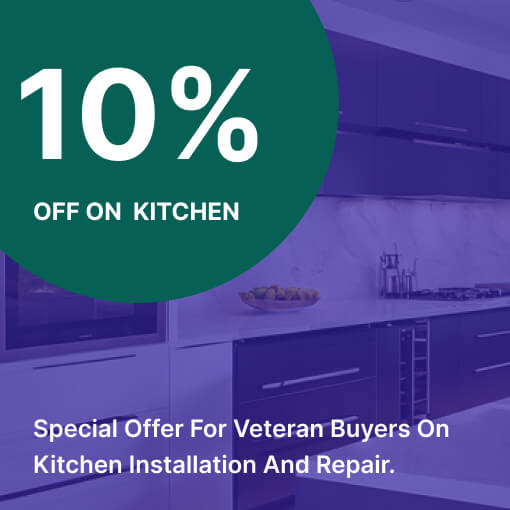 10%
OFF ON KITCHEN
Special Offer For Veteran Buyers On
Kitchen Installation And Repair.